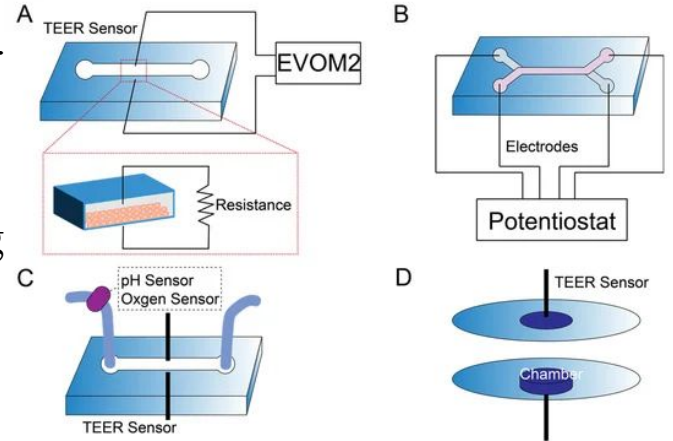 A
TEER Sensor
EVOM2
Resistance
B
Electrodes
Potentiostat
C
pH Sensor
Oxgen Sensor
TEER Sensor
D
TEER Sensor
Chamber
g